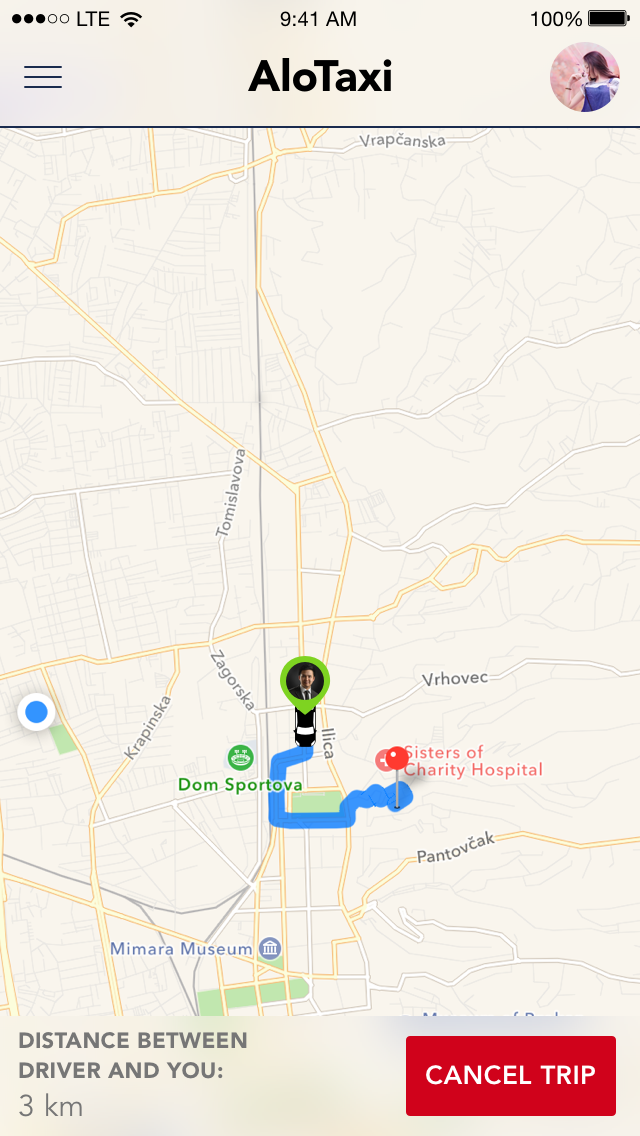 LTE 9:41 AM 100%
AloTaxi
Vrapčanska
Tomislavova
Zagorska
Vrhovec
Krapinska
Ilica
Sisters of
Charity Hospital
Dom Sportova
Pantovčak
Mimara Museum
DISTANCE BETWEEN
DRIVER AND YOU:
3 km
CANCEL TRIP